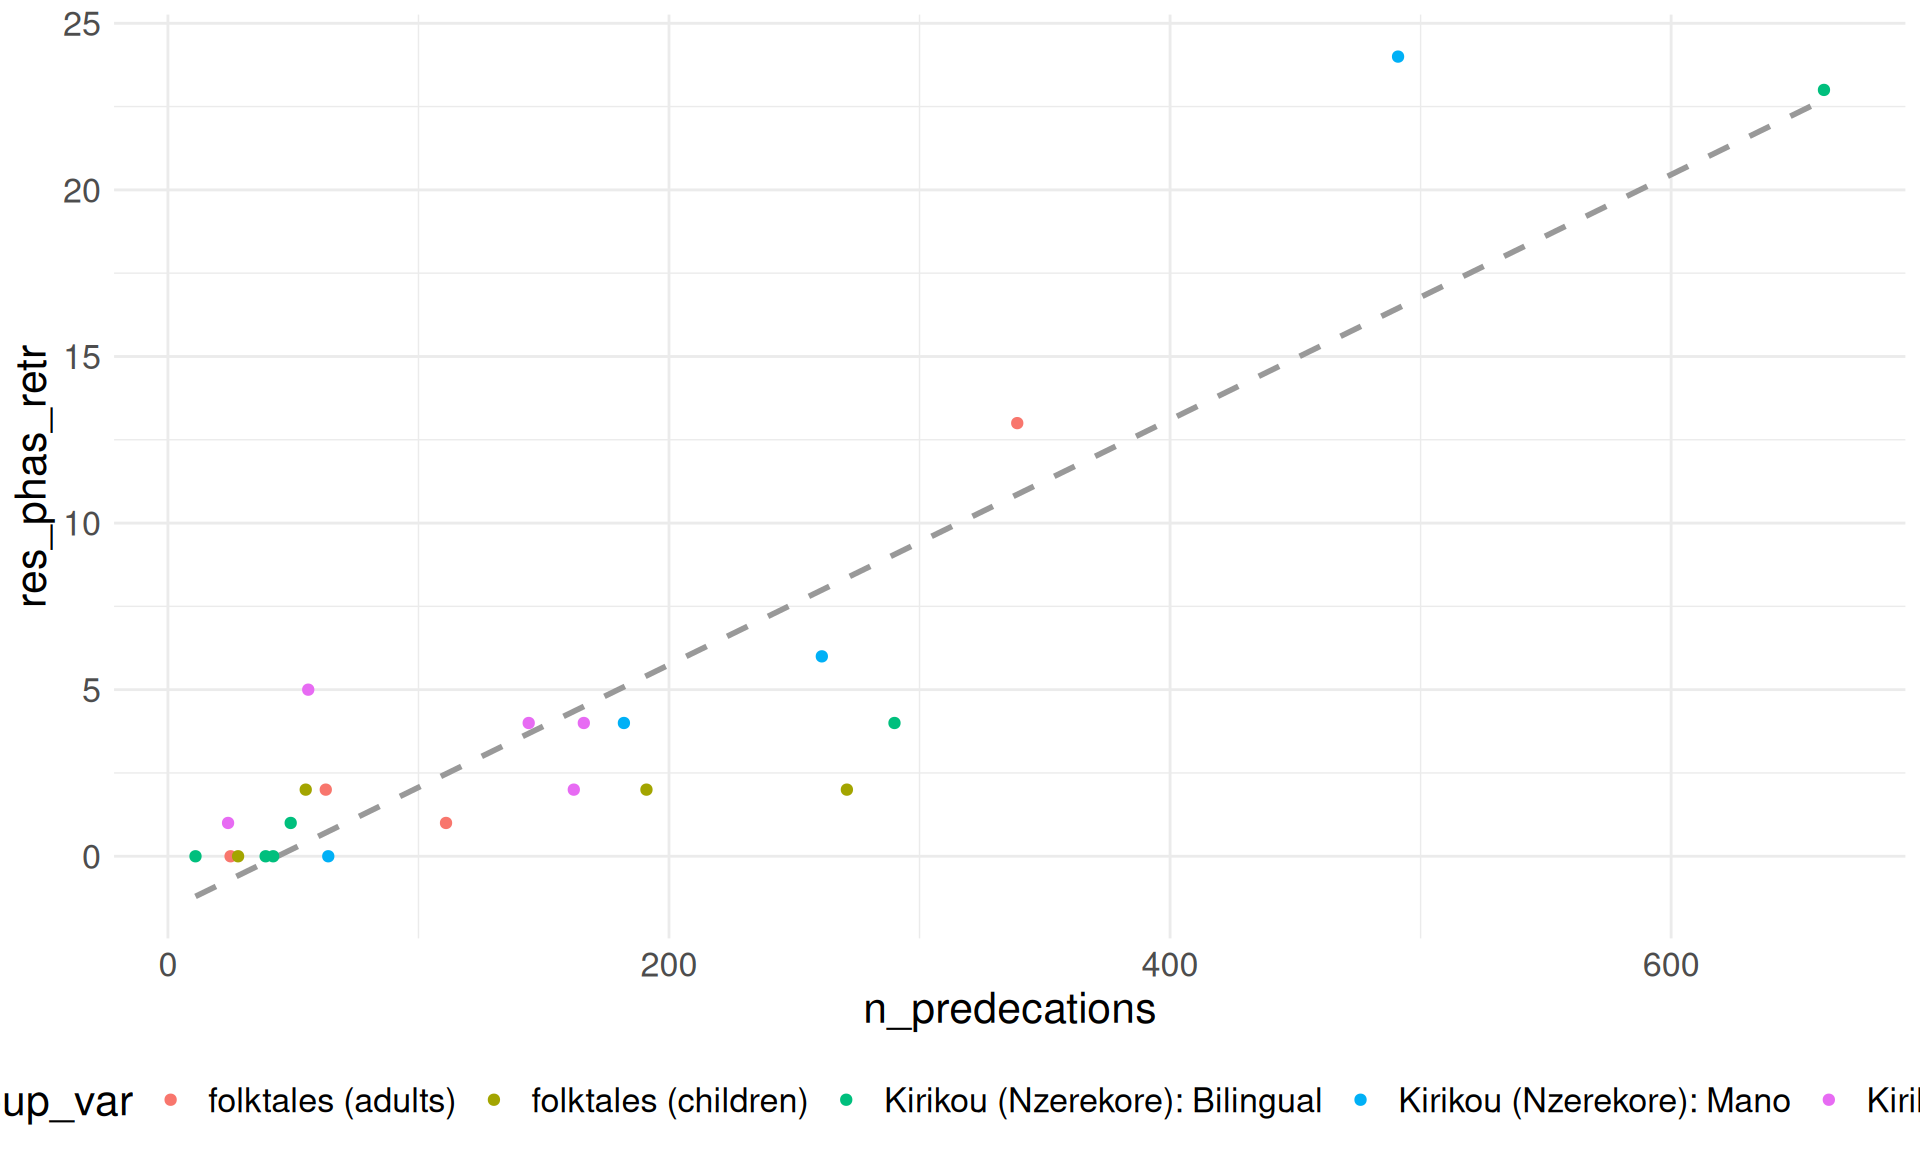 25
20
15
10
5
0
res_phas_retr
0 200 400 600
n_predecations
up_var folktales (adults) folktales (children) Kirikou (Nzerekore): Bilingual Kirikou (Nzerekore): Mano